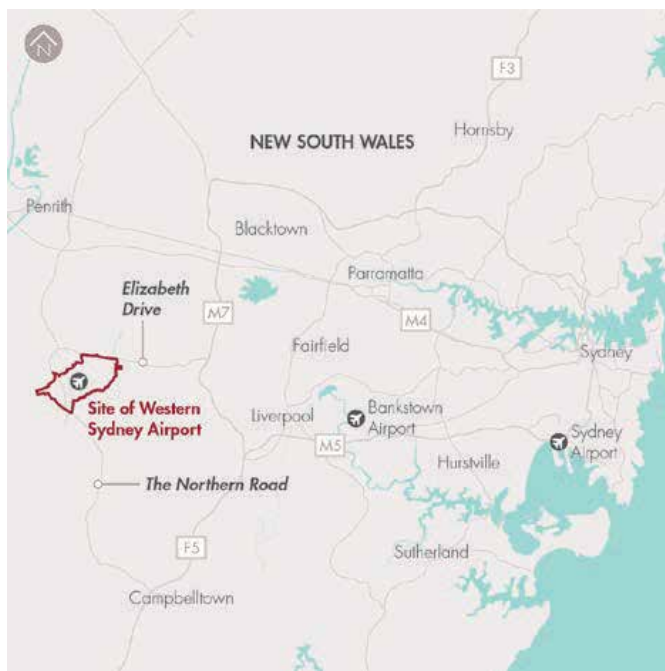 N
F3
Hornsby
NEW SOUTH WALES
Penrith
Blacktown
Parramatta
Elizabeth
Drive
M7
M4
Fairfield
Sydney
Site of Western
Sydney Airport
Liverpool
Bankstown
Airport
M5
Sydney
Airport
Hurstville
The Northern Road
F5
Sutherland
Campbelltown